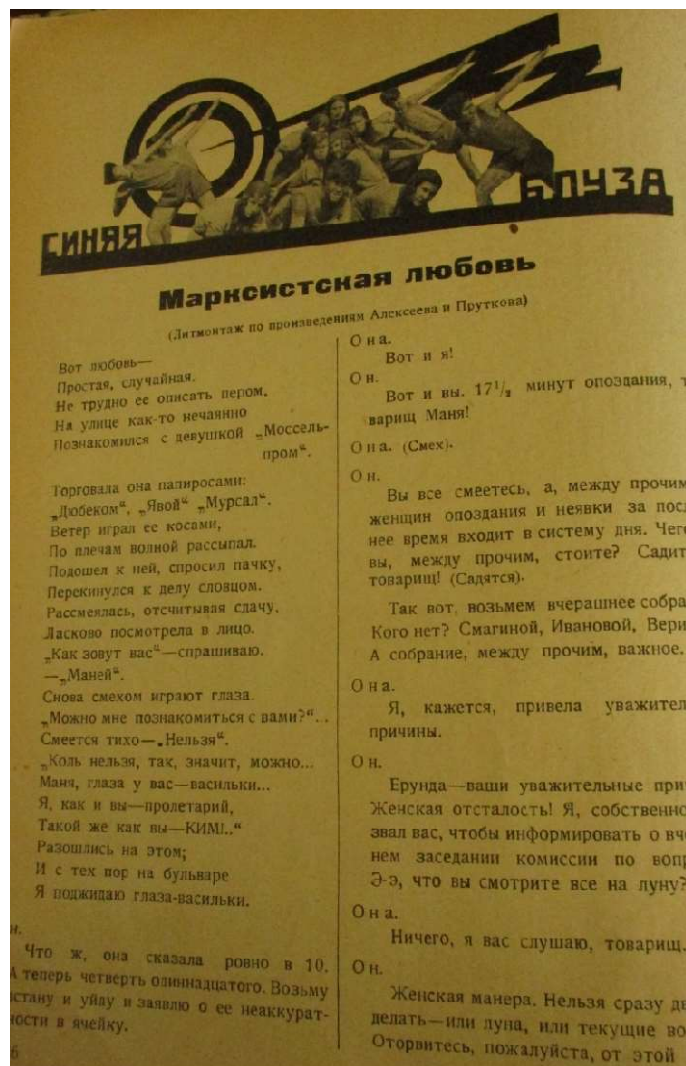 СИНЯЯ БЛУЗА
Марксистская любовь
(Литмонтаж по произведениям Алексеева и Пруткова)
Вот любовь—
Простая, случайная.
Не трудно ее описать пером.
На улице как-то нечаянно
Познакомился с девушкой „Моссель-
пром“.
Торговала она папиросами:
„Дюбеком“, „Явой“ „Мурсал“.
Ветер играл ее косами,
По плечам волной рассыпал.
Подошел к ней, спросил пачку,
Перекинулся к делу словцом.
Рассмеялась, отсчитывая сдачу.
Ласково посмотрела в лицо.
„Как зовут вас“—спрашиваю.
—„Маней“.
Снова смехом играют глаза.
„Можно мне познакомиться с вами?“...
Смеется тихо—„Нельзя“.
„Коль нельзя, так, значит, можно...
Маня, глаза у вас—васильки...
Я, как и вы—пролетарий,
Такой же как вы—КИМ!..“
Разошлись на этом;
И с тех пор на бульваре
Я поджидаю глаза-васильки.
н.
Что ж, она сказала ровно в 10.
А теперь четверть одиннадцатого. Возьму
встану и уйду и заявлю о ее неаккурат-
ности в ячейку.
6
Она.
Вот и я!
Он.
Вот и вы. 17¹/₂ минут опоздания, т
варищ Маня!
Она. (Смех).
Он.
Вы все смеетесь, а, между прочим
женщин опоздания и неявки за посл
нее время входит в систему дня. Чего
вы, между прочим, стоите? Садит
товарищ! (Садятся).
Так вот, возьмем вчерашнее собра
Кого нет? Смагиной, Ивановой, Вери
А собрание, между прочим, важное.
Она.
Я, кажется, привела уважител
причины.
Он.
Ерунда—ваши уважительные при
Женская отсталость! Я, собственно
звал вас, чтобы информировать о вче
нем заседании комиссии по вопр
Э-э, что вы смотрите все на луну?
Она.
Ничего, я вас слушаю, товарищ.
Он.
Женская манера. Нельзя сразу дв
делать—или луна, или текущие во
Оторвитесь, пожалуйста, от этой